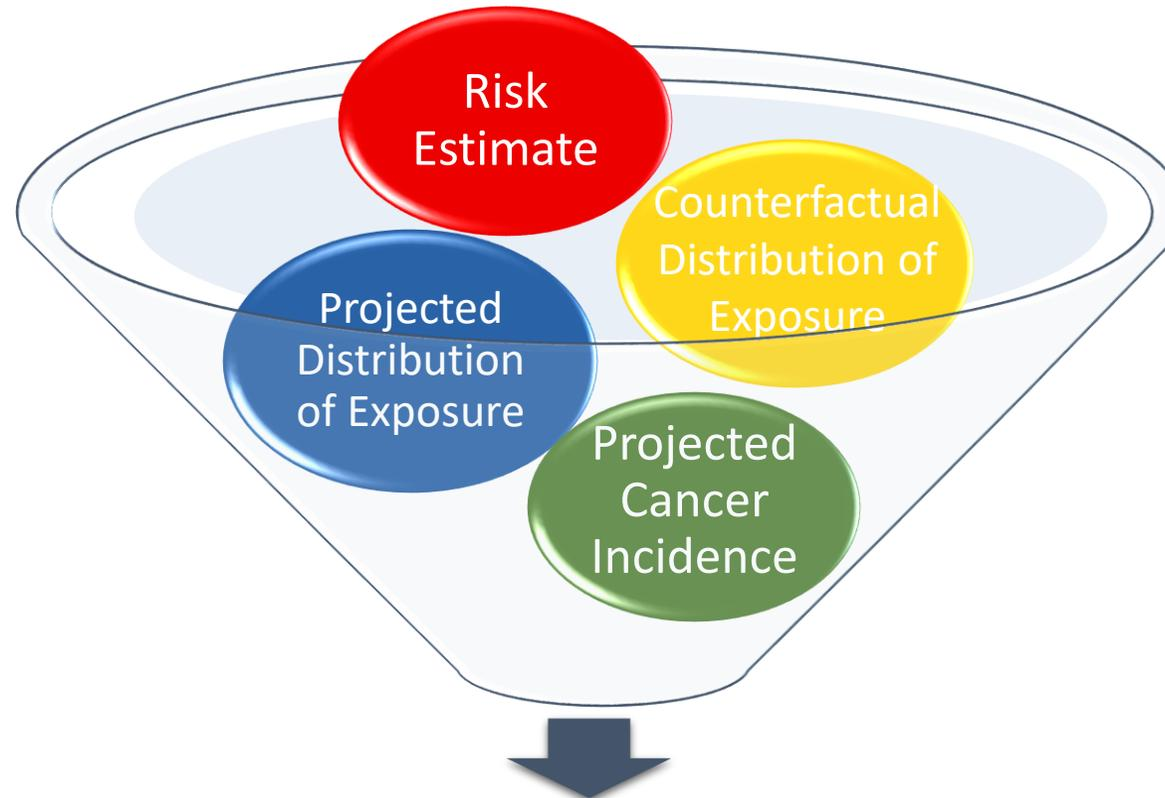 Risk
Estimate
Counterfactual
Distribution of
Exposure
Projected
Distribution
of Exposure
Projected
Cancer
Incidence